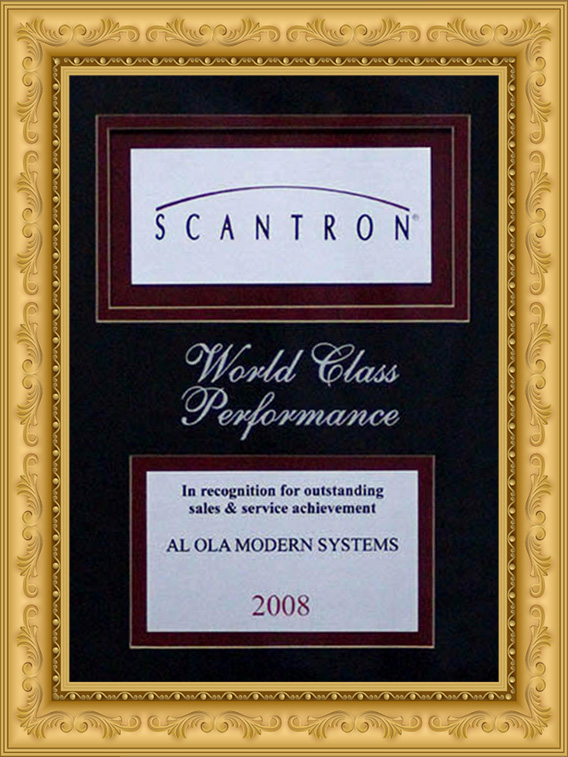 SCANTRON®
World Class
Performance
In recognition for outstanding
sales & service achievement
AL OLA MODERN SYSTEMS
2008